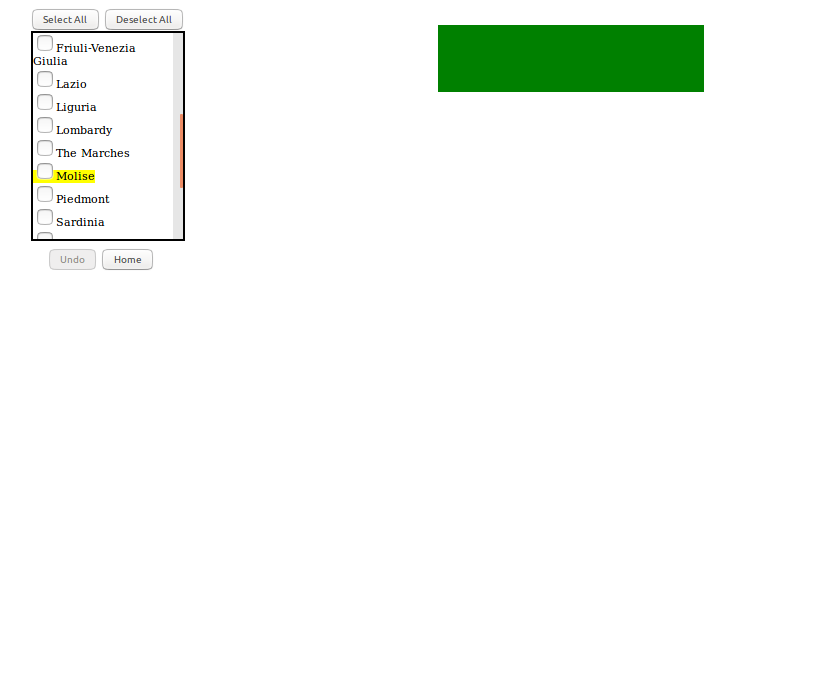 Select All Deselect All
Friuli-Venezia
Giulia
Lazio
Liguria
Lombardy
The Marches
Molise
Piedmont
Sardinia
Undo Home